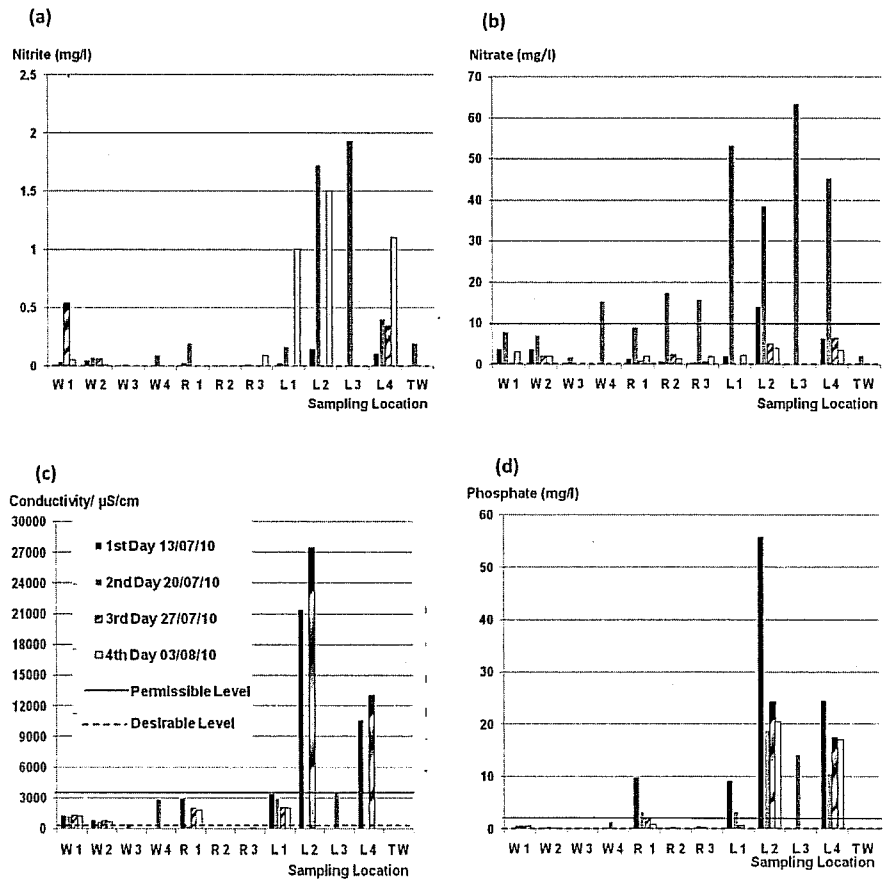 (a)
Nitrite (mg/l)
2.5
2
1.5
1
0.5
0
W 1 W 2 W 3 W 4 R 1 R 2 R 3 L 1 L 2 L 3 L 4 TW
Sampling Location
(b)
Nitrate (mg/l)
70
60
50
40
30
20
10
0
W 1 W 2 W 3 W 4 R 1 R 2 R 3 L 1 L 2 L 3 L 4 TW
Sampling Location
(c)
Conductivity/ µS/cm
30000
27000
24000
21000
18000
15000
12000
9000
6000
3000
0
1st Day 13/07/10
2nd Day 20/07/10
3rd Day 27/07/10
4th Day 03/08/10
Permissible Level
Desirable Level
W 1 W 2 W 3 W 4 R 1 R 2 R 3 L 1 L 2 L 3 L 4 TW
Sampling Location
(d)
Phosphate (mg/l)
60
50
40
30
20
10
0
W 1 W 2 W 3 W 4 R 1 R 2 R 3 L 1 L 2 L 3 L 4 TW
Sampling Location